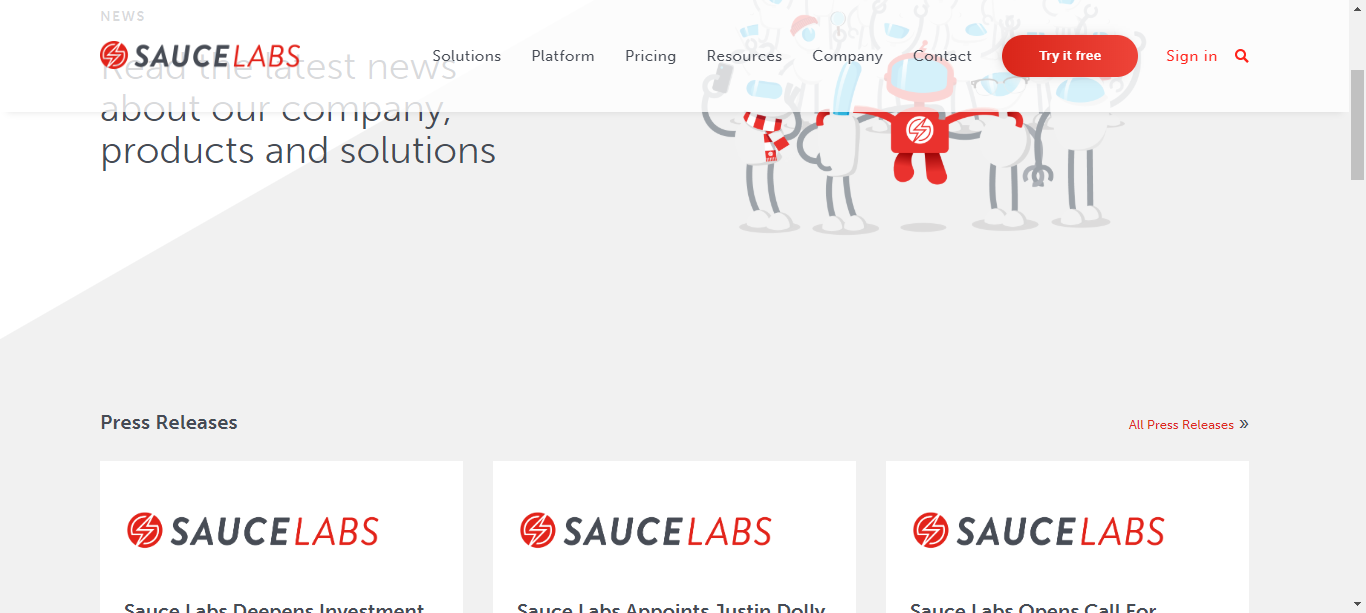 NEWS
SAUCELABS
Solutions Platform Pricing Resources Company Contact Try it free Sign in
Read the latest news
about our company,
products and solutions
Press Releases
All Press Releases »
SAUCELABS SAUCELABS SAUCELABS
Sauce Labs Deepens Investment
Sauce Labs Appoints Justin Dolly
Sauce Labs Opens Call For